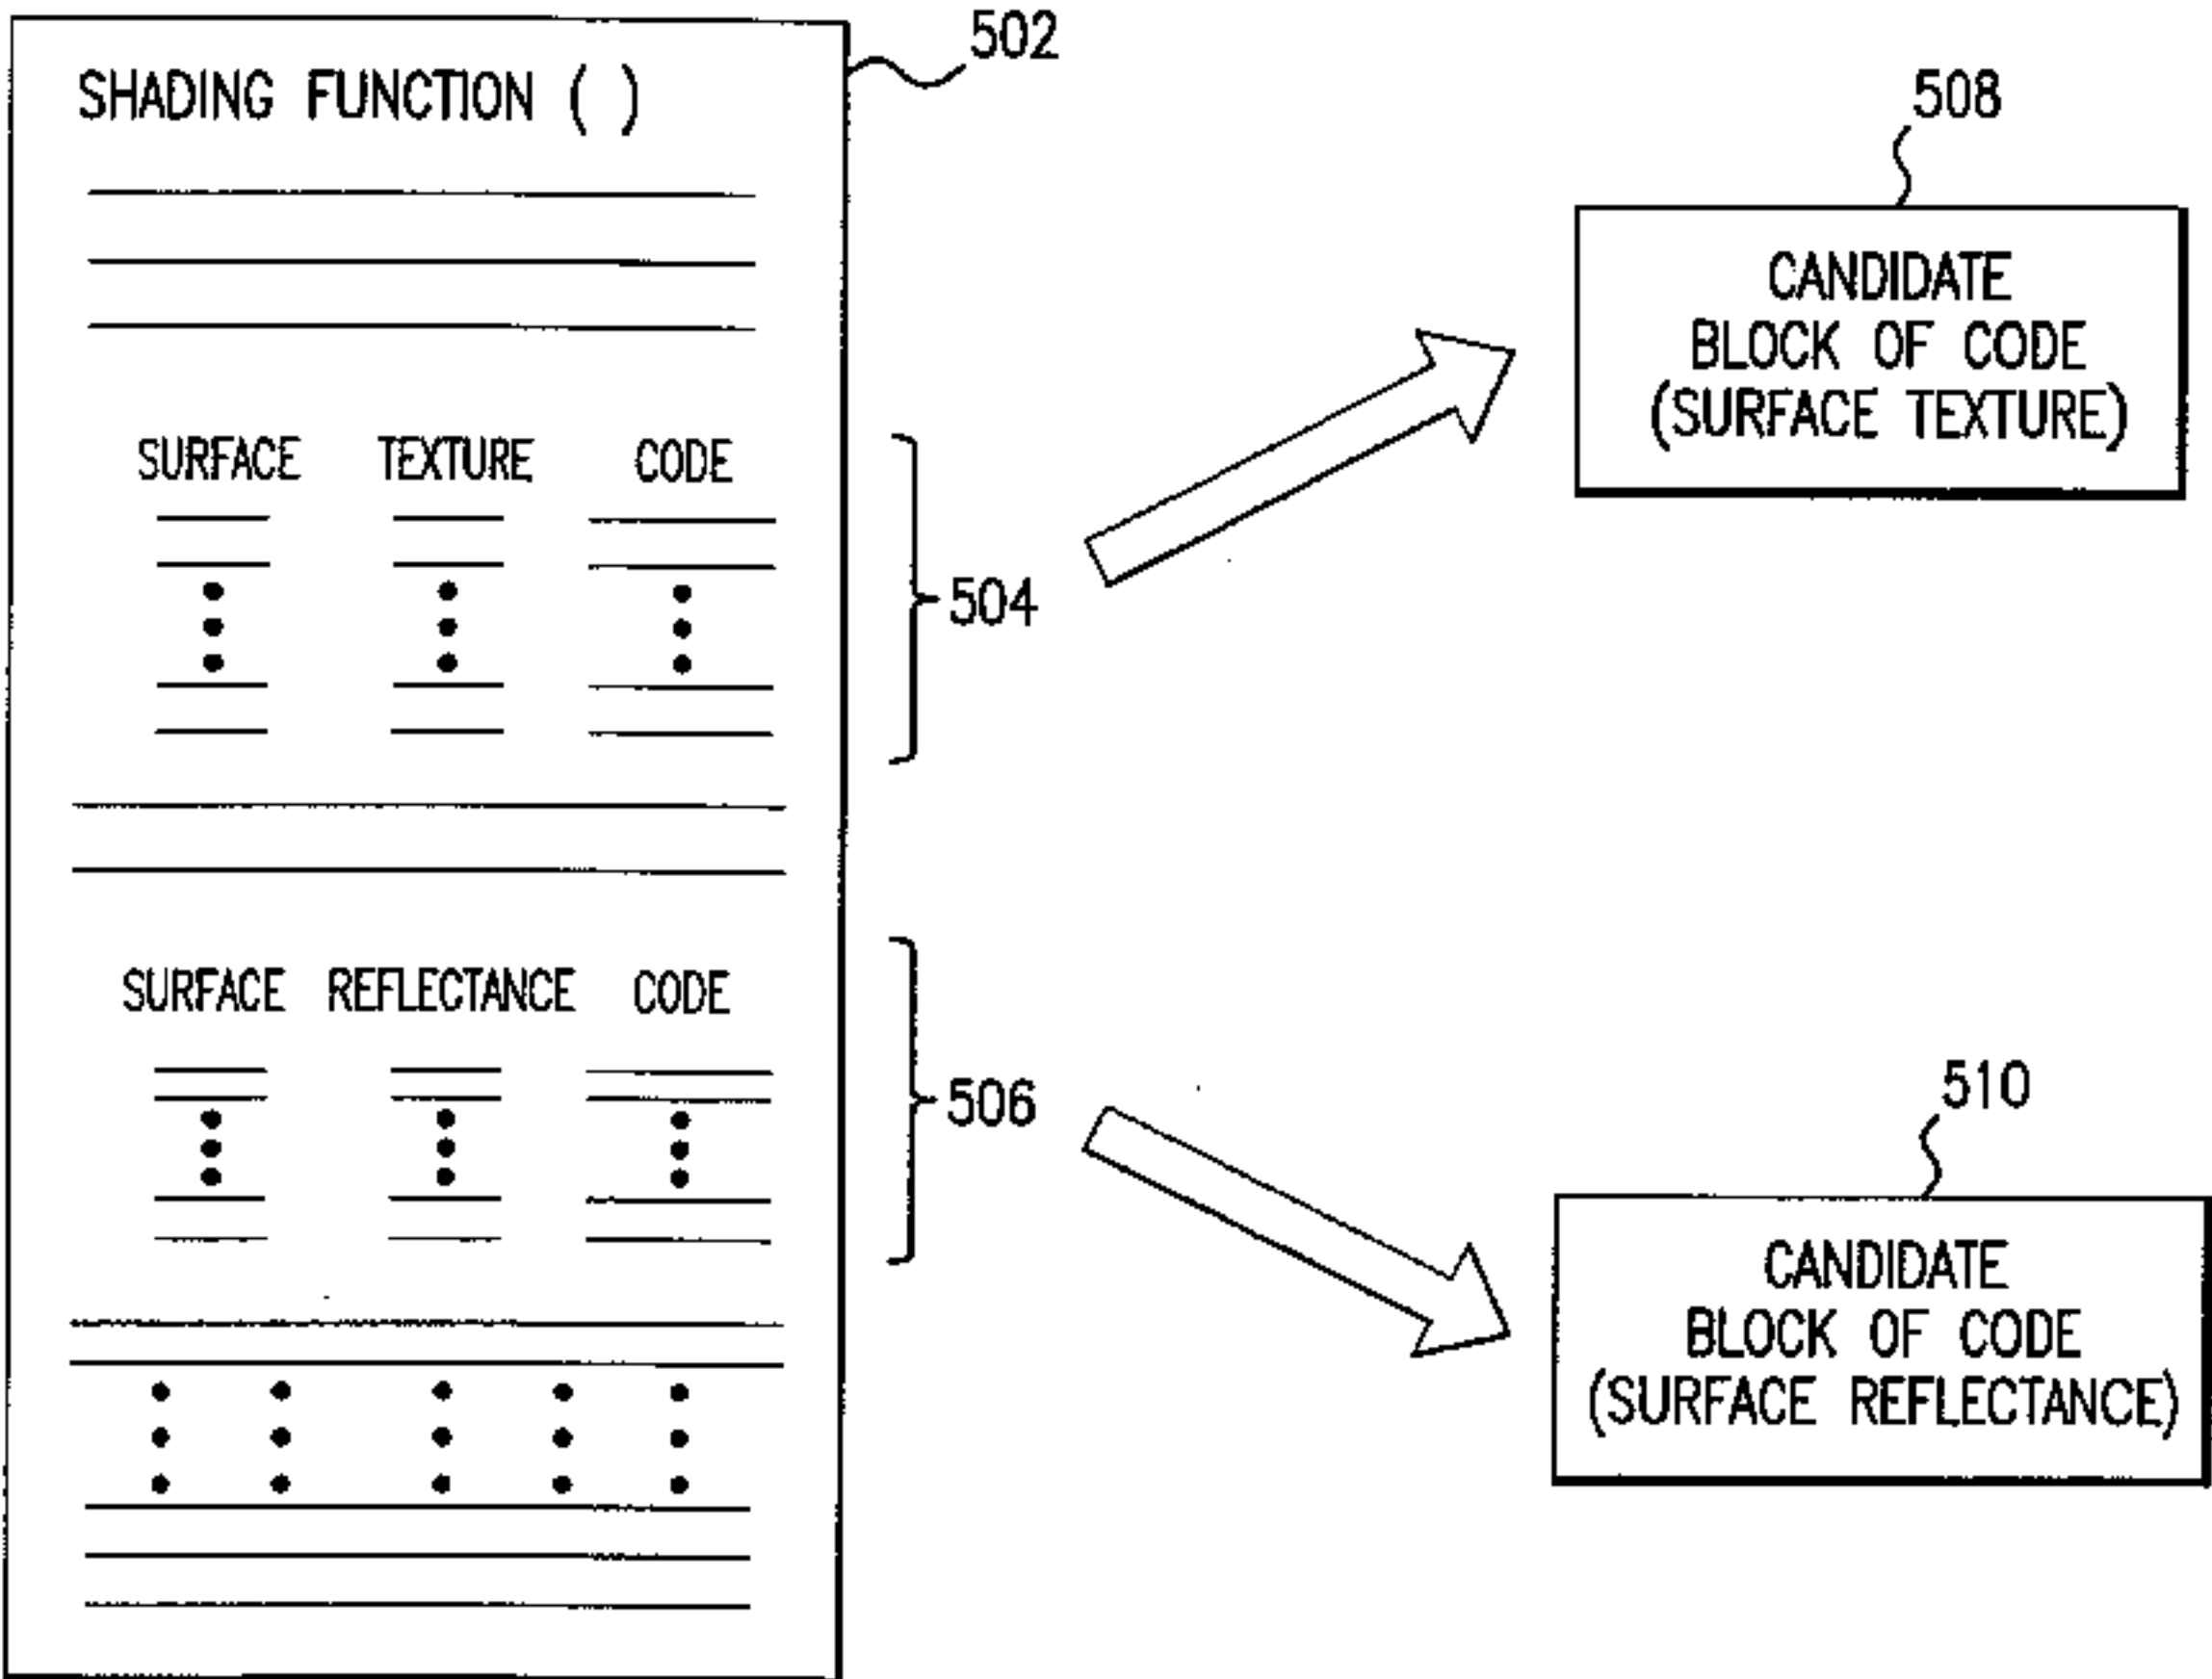 502
SHADING FUNCTION ( )
508
CANDIDATE
BLOCK OF CODE
(SURFACE TEXTURE)
SURFACE TEXTURE CODE
504
SURFACE REFLECTANCE CODE
506
510
CANDIDATE
BLOCK OF CODE
(SURFACE REFLECTANCE)